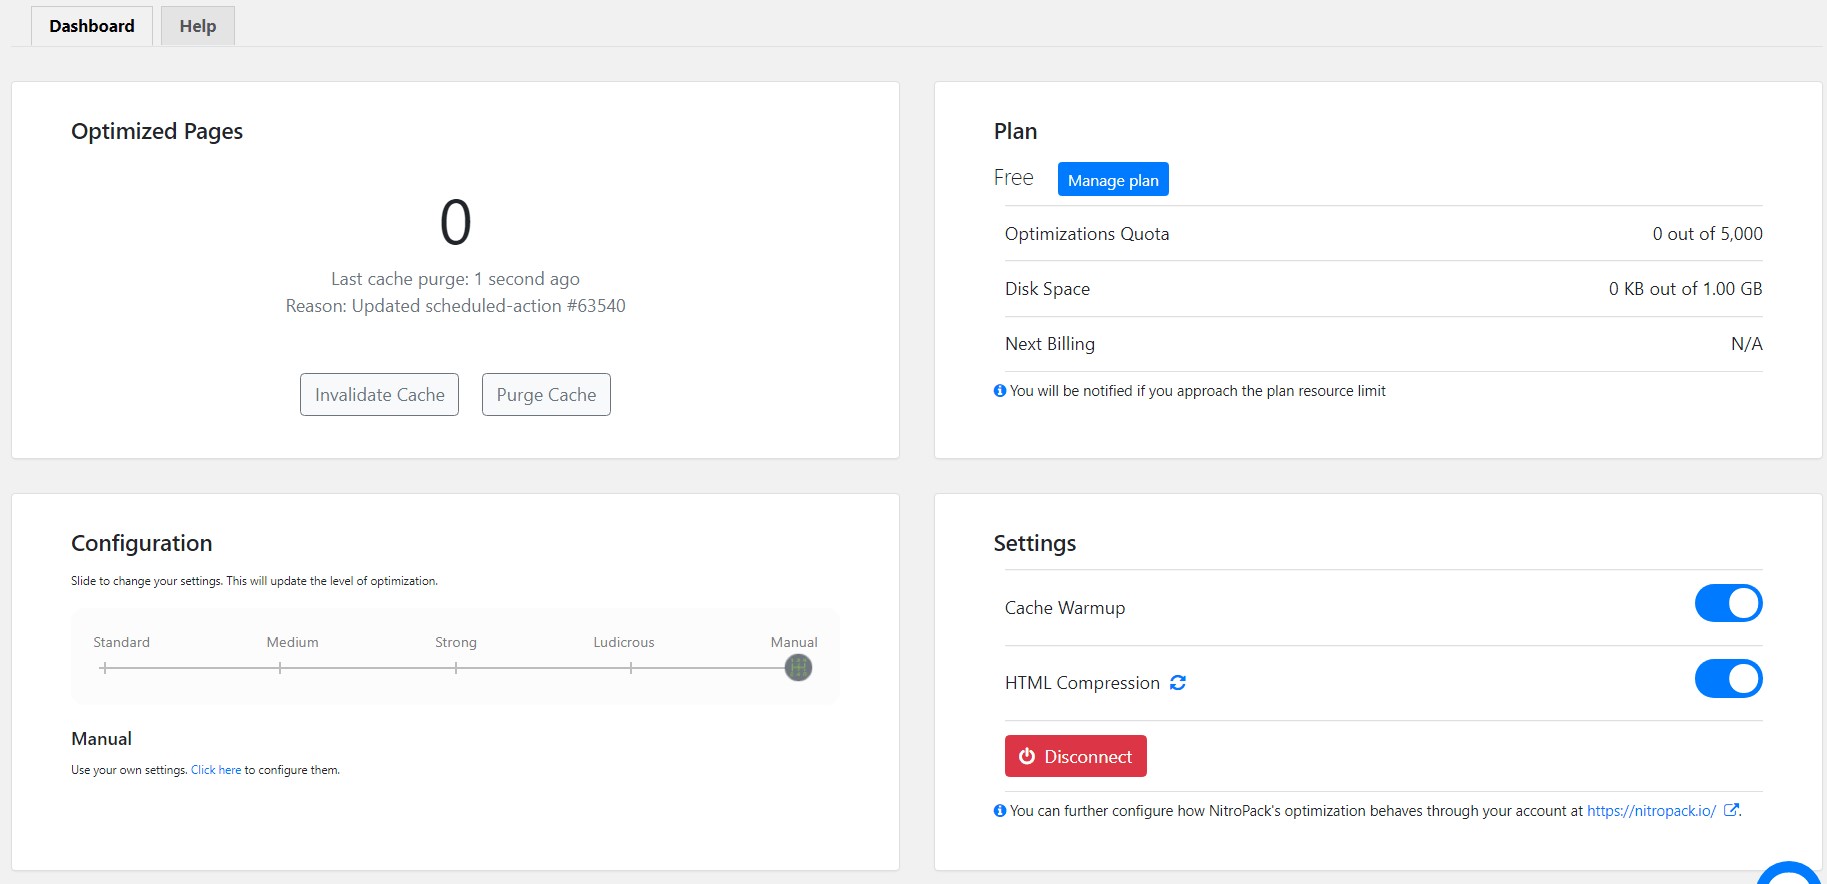 Dashboard
Help
Optimized Pages
0
Last cache purge: 1 second ago
Reason: Updated scheduled-action #63540
Invalidate Cache
Purge Cache
Plan
Free
Manage plan
Optimizations Quota
0 out of 5,000
Disk Space
0 KB out of 1.00 GB
Next Billing
N/A
You will be notified if you approach the plan resource limit
Configuration
Slide to change your settings. This will update the level of optimization.
Standard
Medium
Strong
Ludicrous
Manual
Manual
Use your own settings. Click here to configure them.
Settings
Cache Warmup
HTML Compression
Disconnect
You can further configure how NitroPack's optimization behaves through your account at https://nitropack.io/ .